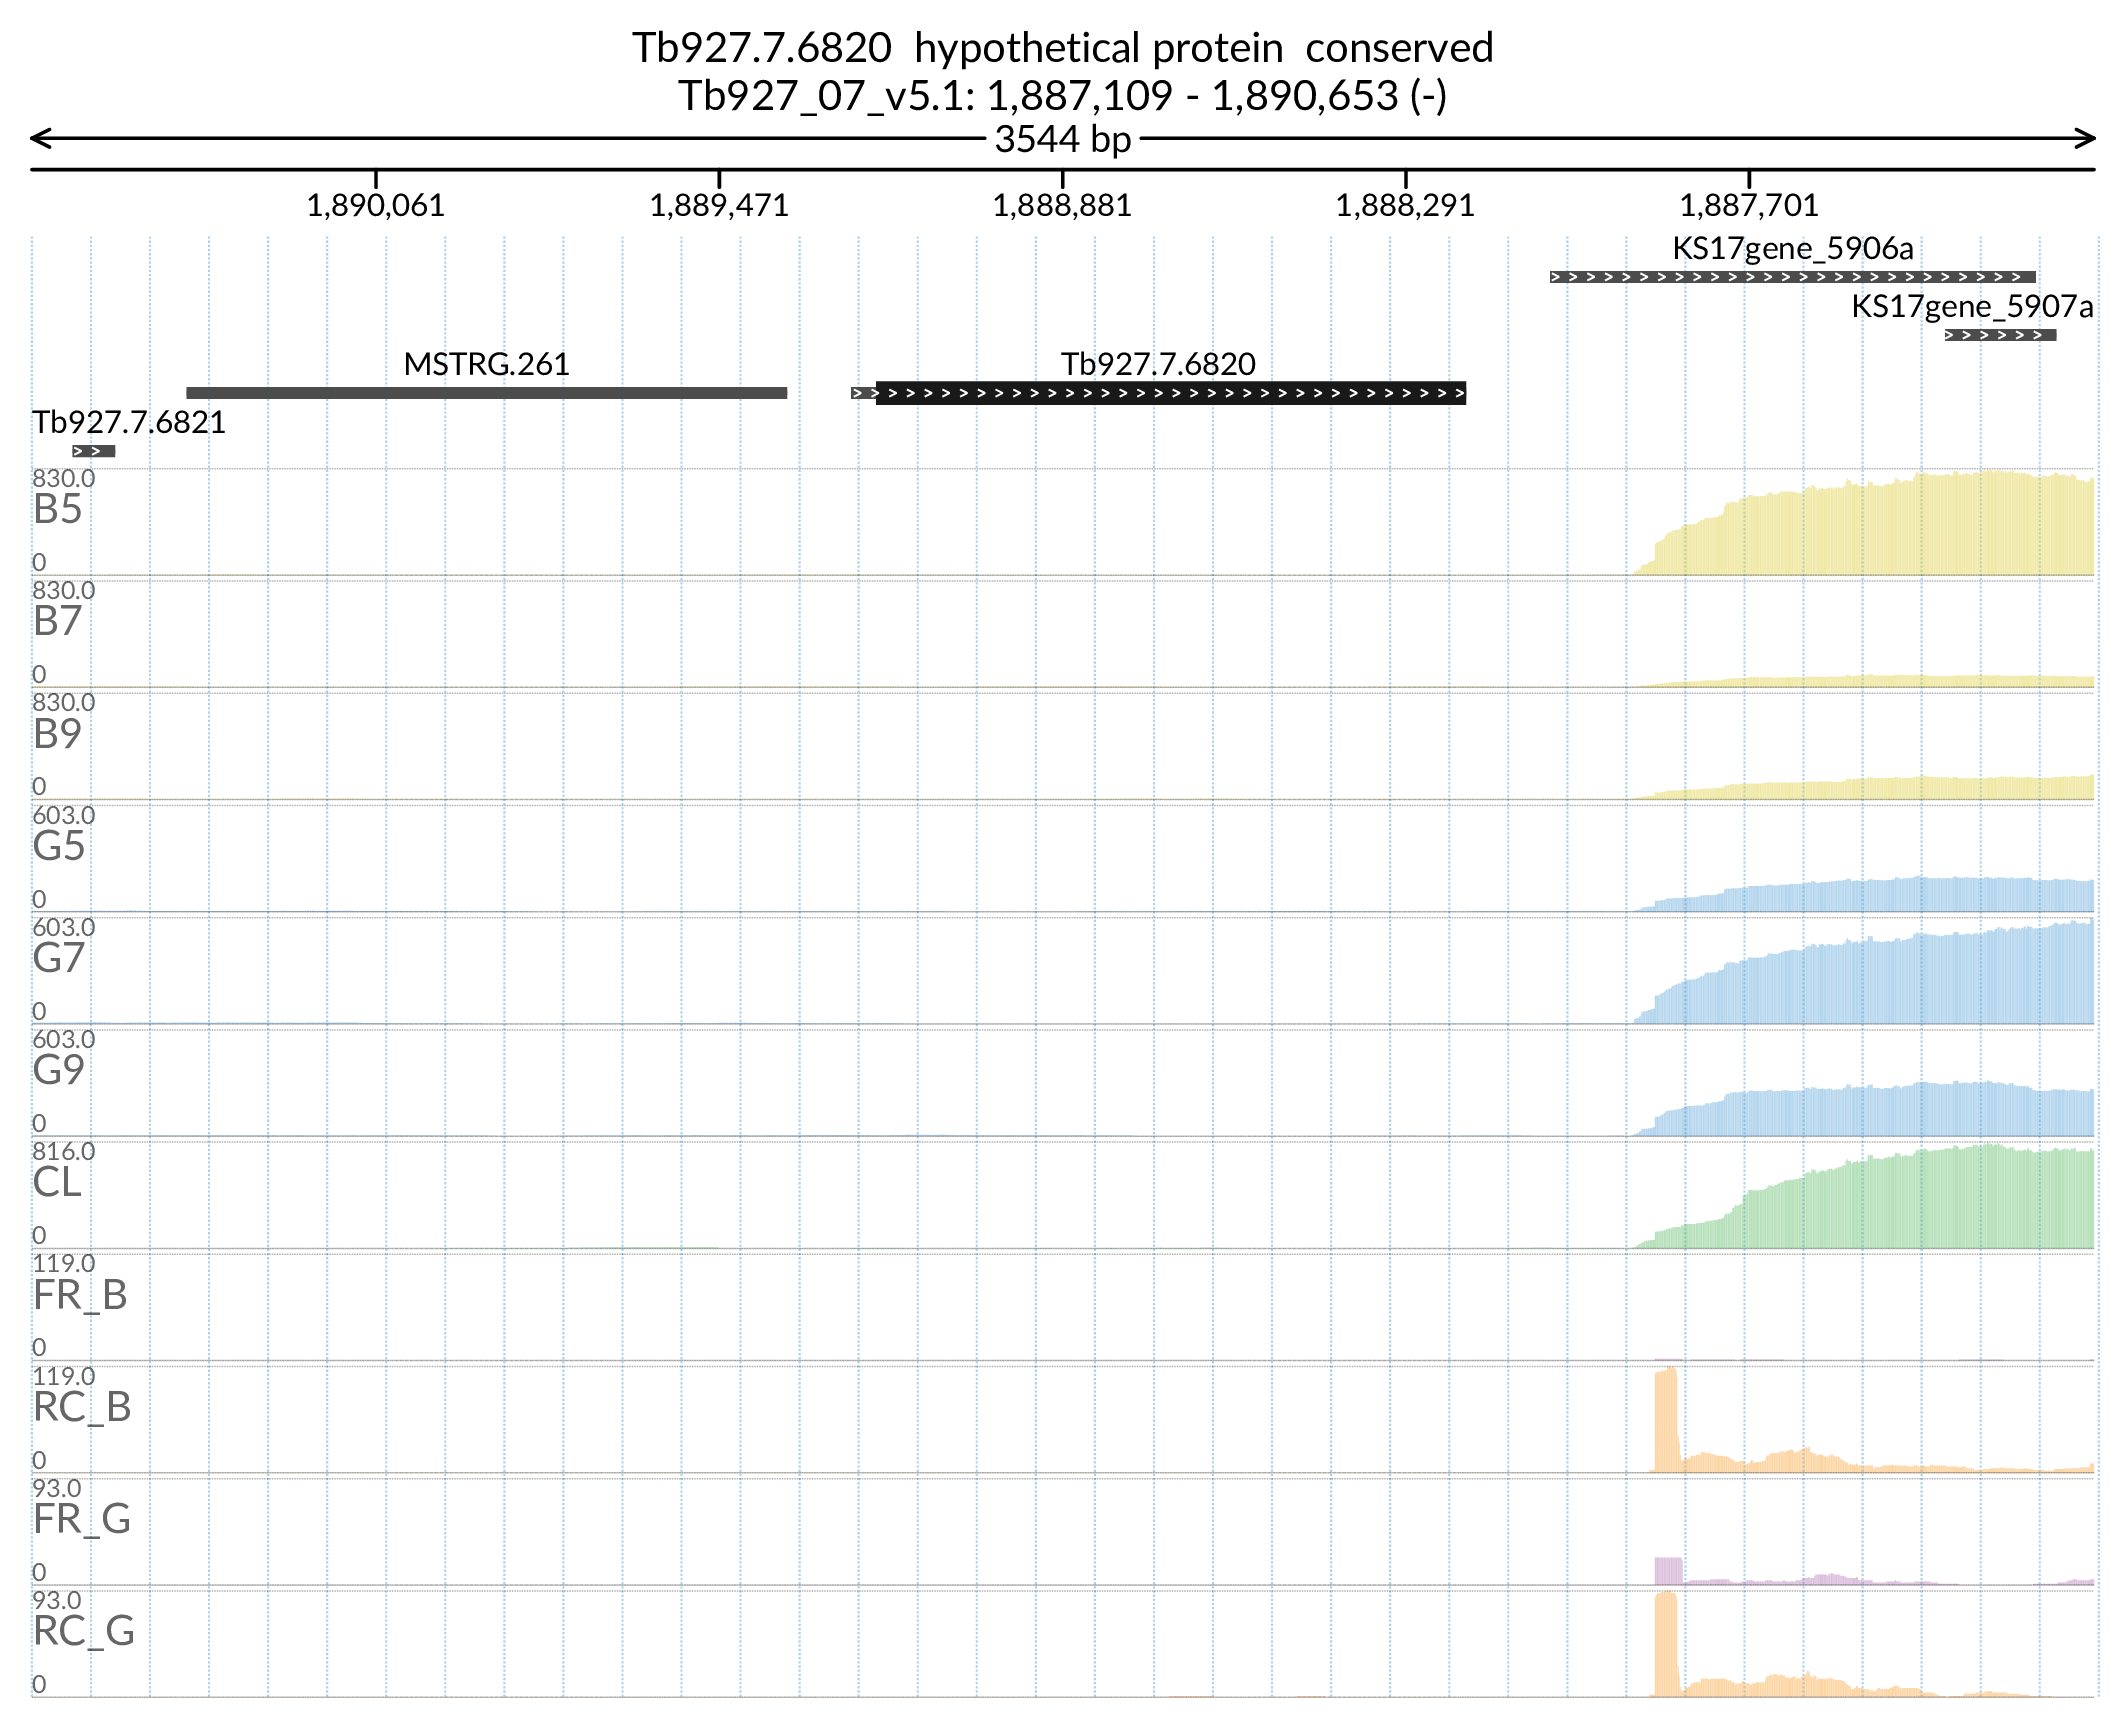 Tb927.7.6820  hypothetical protein  conserved
Tb927_07_v5.1: 1,887,109 - 1,890,653 (-)
3544 bp
1,890,061 1,889,471 1,888,881 1,888,291 1,887,701
KS17gene_5906a
KS17gene_5907a
MSTRG.261 Tb927.7.6820
Tb927.7.6821
830.0
B5
0
830.0
B7
0
830.0
B9
0
603.0
G5
0
603.0
G7
0
603.0
G9
0
816.0
CL
0
119.0
FR_B
0
119.0
RC_B
0
93.0
FR_G
0
93.0
RC_G
0